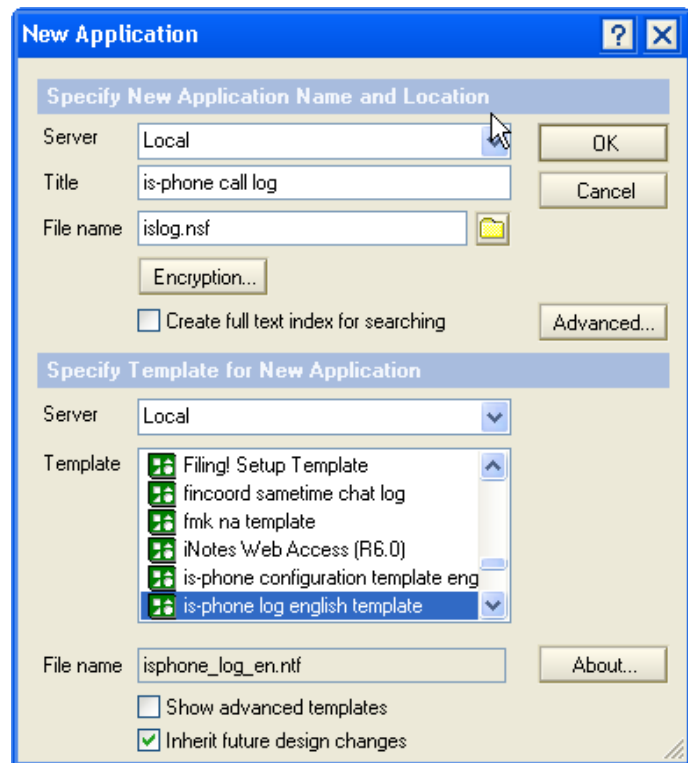 New Application
Specify New Application Name and Location
Server Local OK
Title is-phone call log Cancel
File name islog.nsf
Encryption...
Create full text index for searching Advanced...
Specify Template for New Application
Server Local
Template Filing! Setup Template
fincoord sametime chat log
fmk na template
iNotes Web Access (R6.0)
is-phone configuration template eng
is-phone log english template
File name isphone_log_en.ntf About...
Show advanced templates
Inherit future design changes